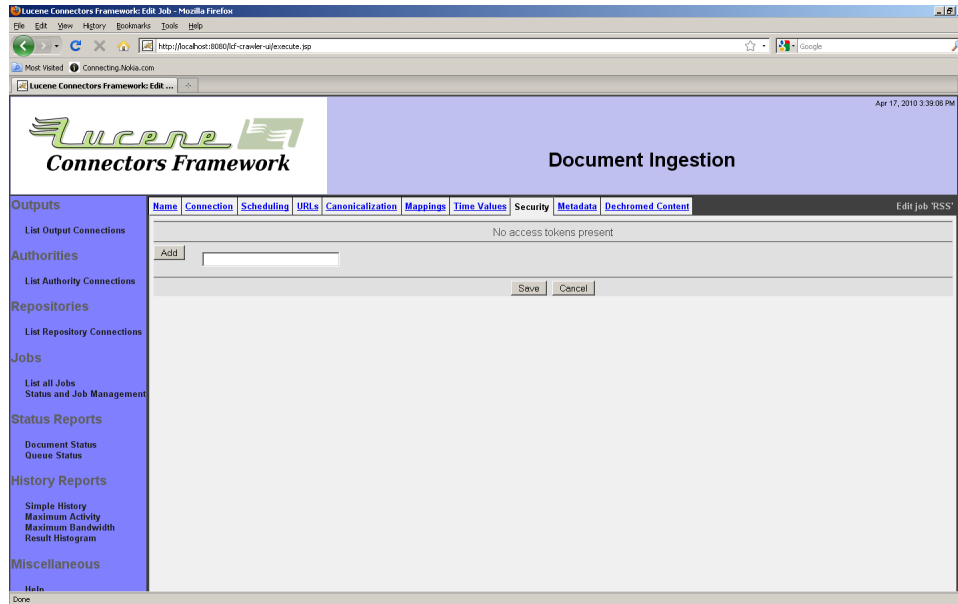 Lucene Connectors Framework: Edit Job - Mozilla Firefox
File Edit View History Bookmarks Tools Help
http://localhost:8080/lcf-crawler-ui/execute.jsp
Google
Most Visited Connecting.Nokia.com
Lucene Connectors Framework: Edit ...
Apr 17, 2010 3:39:06 PM
Lucene
Connectors Framework
Document Ingestion
Name Connection Scheduling URLs Canonicalization Mappings Time Values Security Metadata Dechromed Content Edit job 'RSS'
Outputs
List Output Connections
Authorities
List Authority Connections
Repositories
List Repository Connections
Jobs
List all Jobs
Status and Job Management
Status Reports
Document Status
Queue Status
History Reports
Simple History
Maximum Activity
Maximum Bandwidth
Result Histogram
Miscellaneous
Help
No access tokens present
Add
Save Cancel
Done